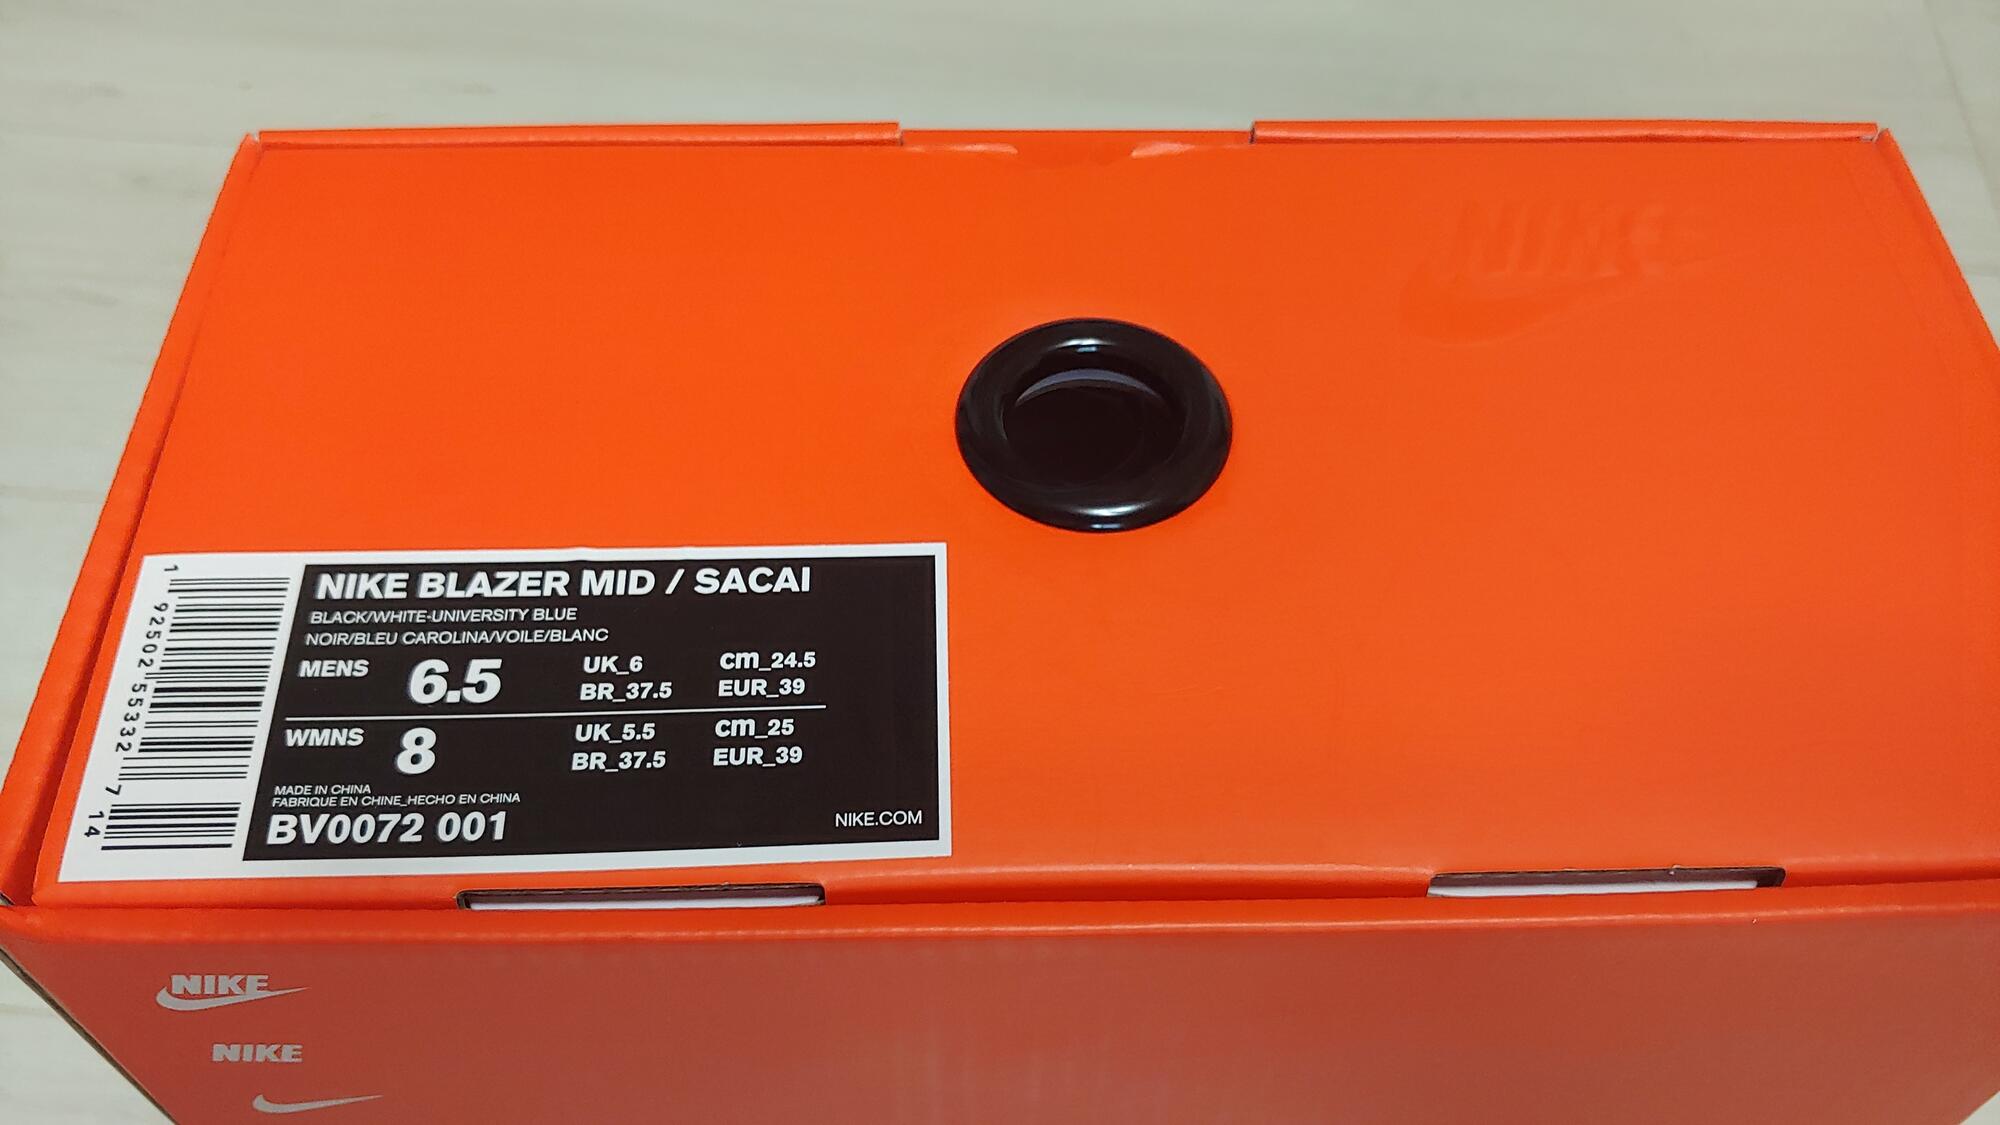 NIKE
NIKE BLAZER MID / SACAI
BLACK/WHITE-UNIVERSITY BLUE
NOIR/BLEU CAROLINA/VOILE/BLANC
MENS 6.5 UK_6 cm_24.5
BR_37.5 EUR_39
WMNS 8 UK_5.5 cm_25
BR_37.5 EUR_39
MADE IN CHINA
FABRIQUE EN CHINE_HECHO EN CHINA
BV0072 001 NIKE.COM
1 92502 55332 7 14
NIKE
NIKE